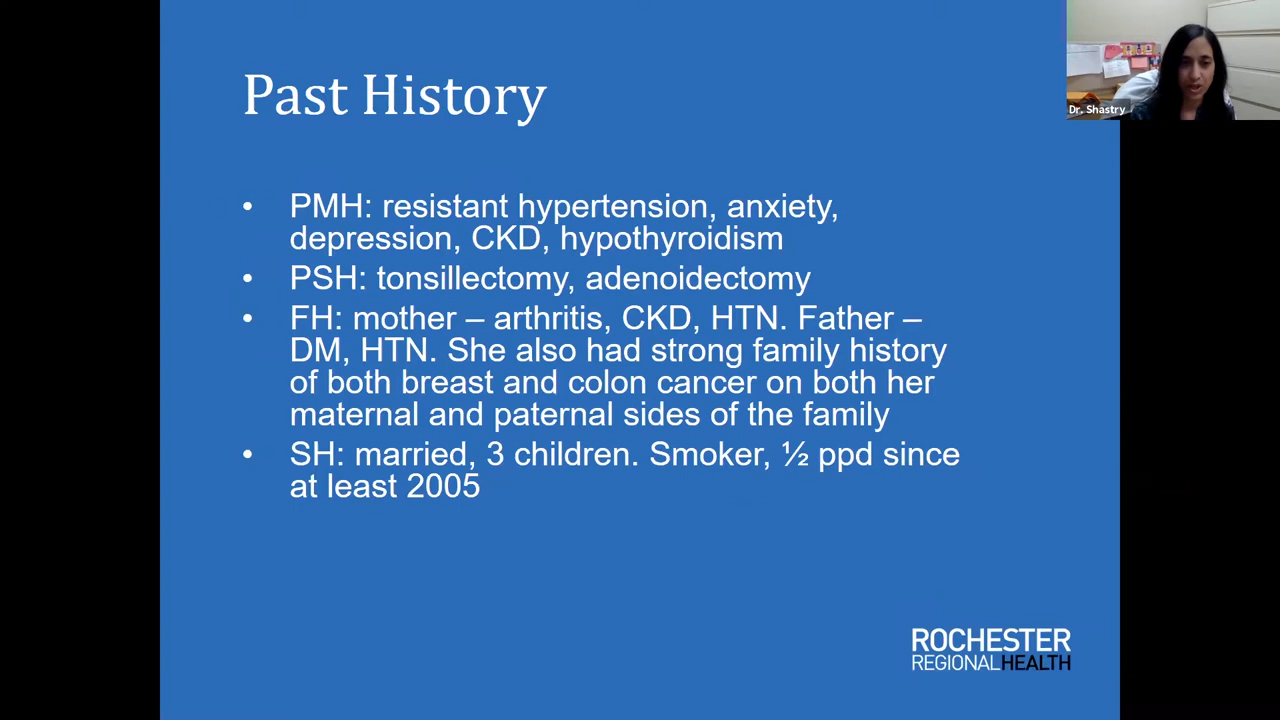 Past History
Dr. Shastry
• PMH: resistant hypertension, anxiety,
depression, CKD, hypothyroidism
• PSH: tonsillectomy, adenoidectomy
• FH: mother – arthritis, CKD, HTN. Father –
DM, HTN. She also had strong family history
of both breast and colon cancer on both her
maternal and paternal sides of the family
• SH: married, 3 children. Smoker, ½ ppd since
at least 2005
ROCHESTER
REGIONALHEALTH